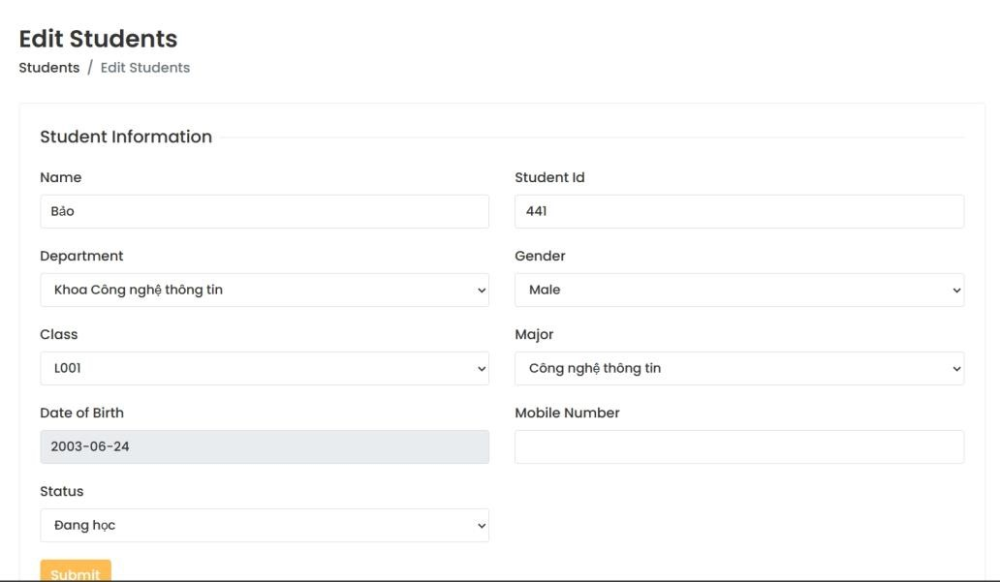 Edit Students
Students / Edit Students
Student Information
Name Student Id
Bảo 441
Department Gender
Khoa Công nghệ thông tin Male
Class Major
L001 Công nghệ thông tin
Date of Birth Mobile Number
2003-06-24
Status
Đang học
Submit